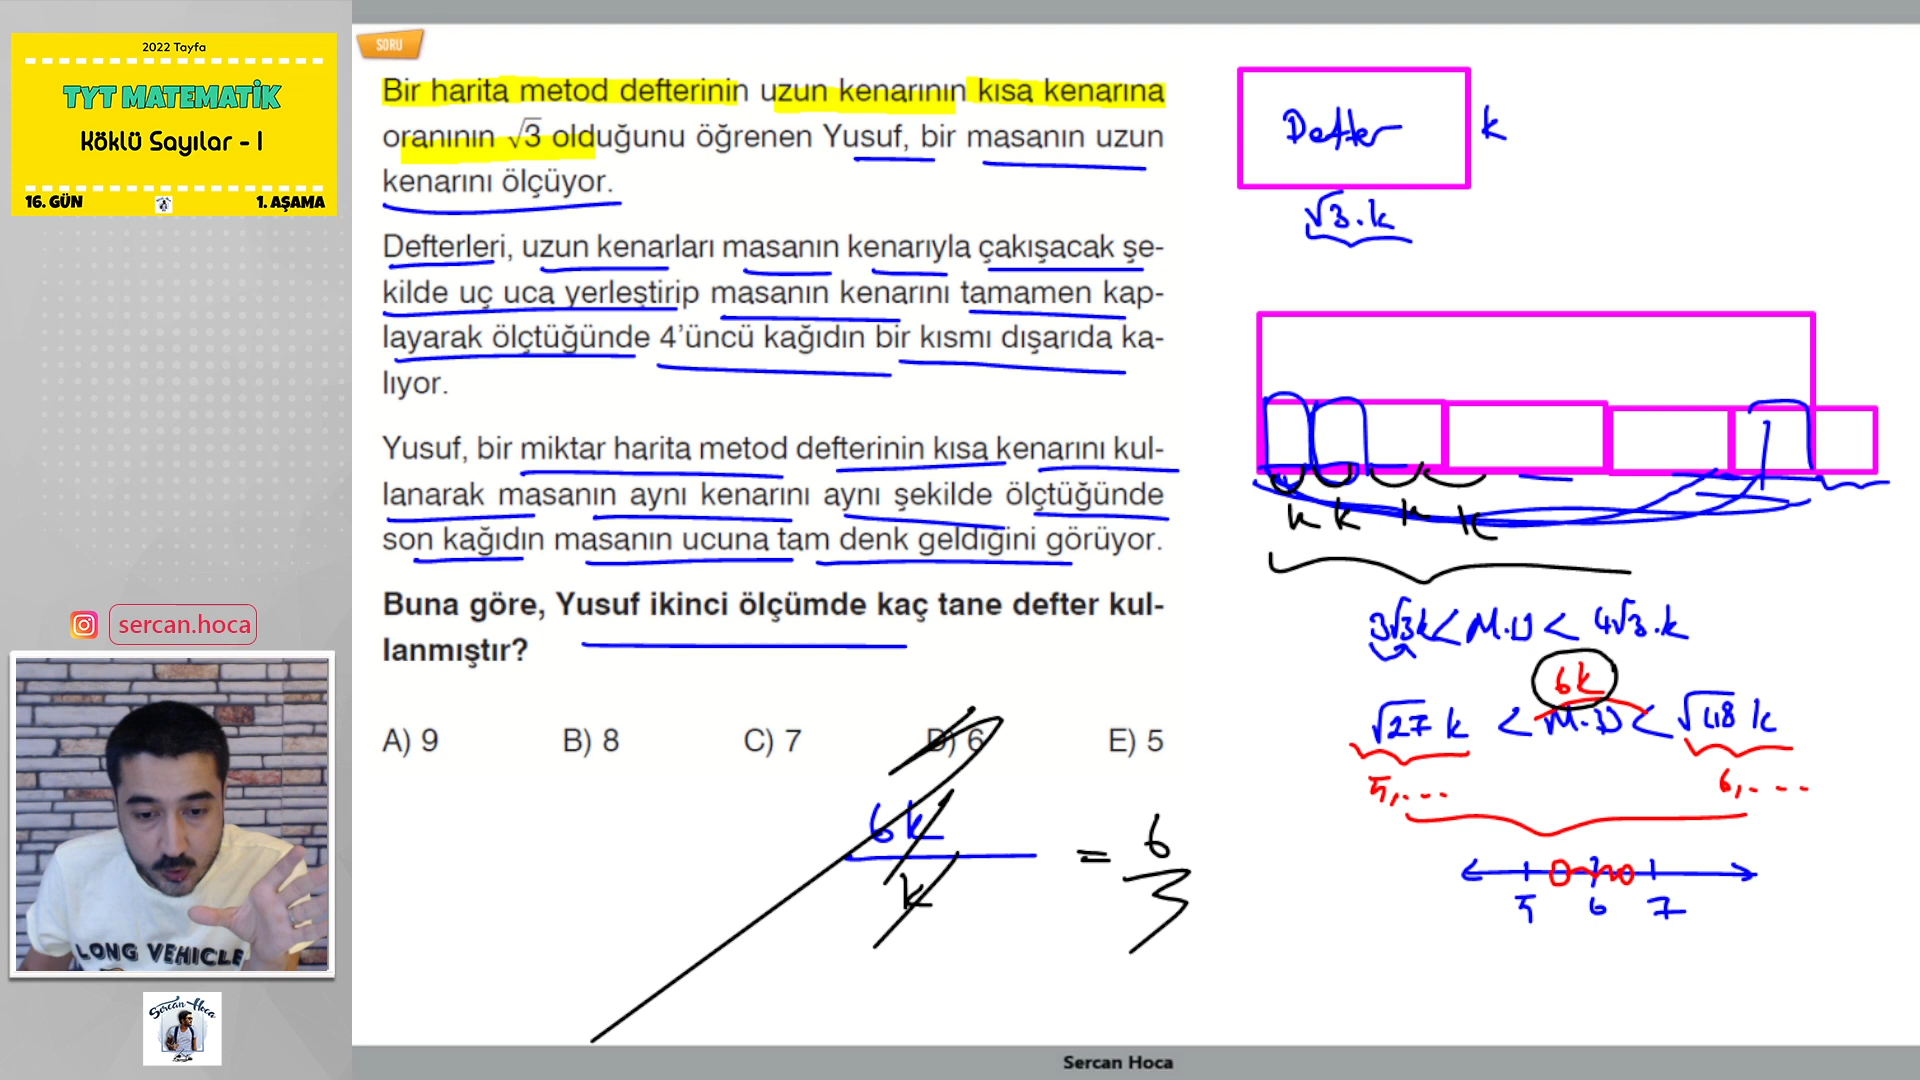 2022 Tayfa
TYT MATEMATİK
Köklü Sayılar - I
16. GÜN
1. AŞAMA
SORU
Bir harita metod defterinin uzun kenarının kısa kenarına
oranının √3 olduğunu öğrenen Yusuf, bir masanın uzun
kenarını ölçüyor.
Defterleri, uzun kenarları masanın kenarıyla çakışacak şe-
kilde uç uca yerleştirip masanın kenarını tamamen kap-
layarak ölçtüğünde 4'üncü kağıdın bir kısmı dışarıda ka-
lıyor.
Yusuf, bir miktar harita metod defterinin kısa kenarını kul-
lanarak masanın aynı kenarını aynı şekilde ölçtüğünde
son kağıdın masanın ucuna tam denk geldiğini görüyor.
Buna göre, Yusuf ikinci ölçümde kaç tane defter kul-
lanmıştır?
A) 9 B) 8 C) 7 D) 6 E) 5
6k
k
= 6
Defter k
√3.k
k k k k
3√3k < M.U < 4√3.k
6k
√27 k < M.U < √48 k
5,... 6,...
5 6 7
sercan.hoca
LONG VEHICLE
Sercan Hoca
Sercan Hoca